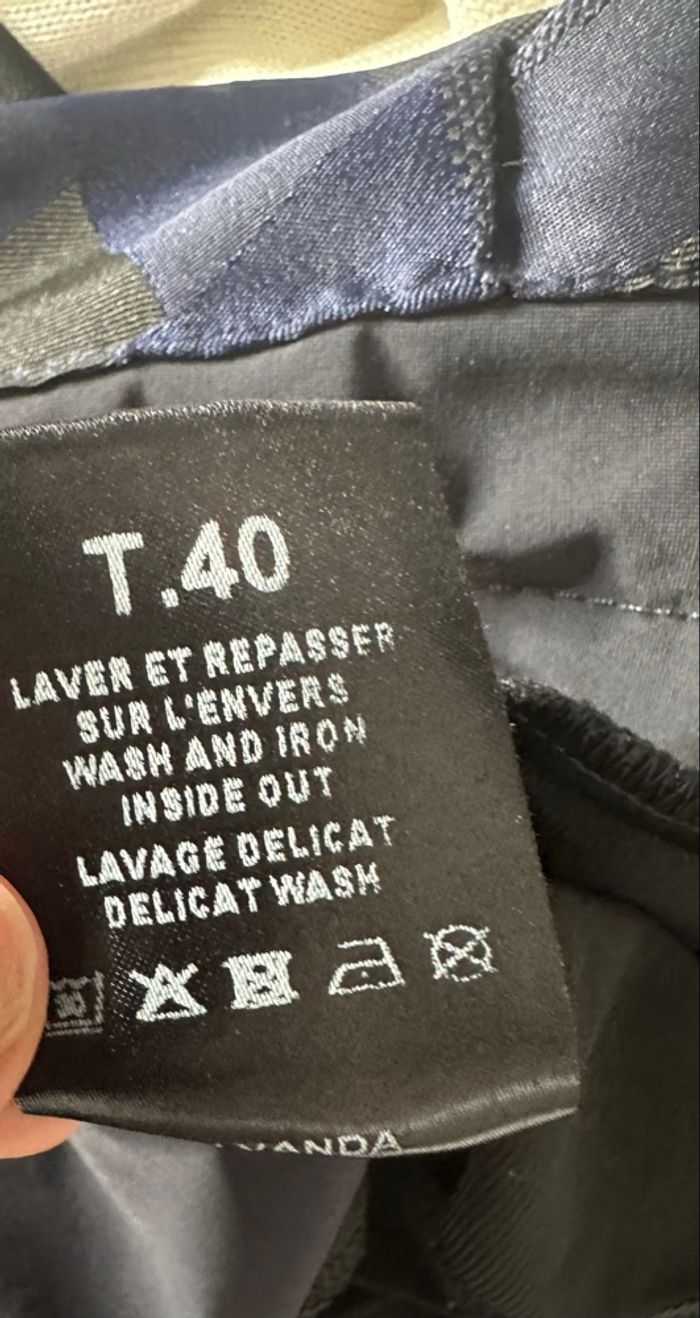 T.40
LAVER ET REPASSER
SUR L'ENVERS
WASH AND IRON
INSIDE OUT
LAVAGE DELICAT
DELICAT WASH